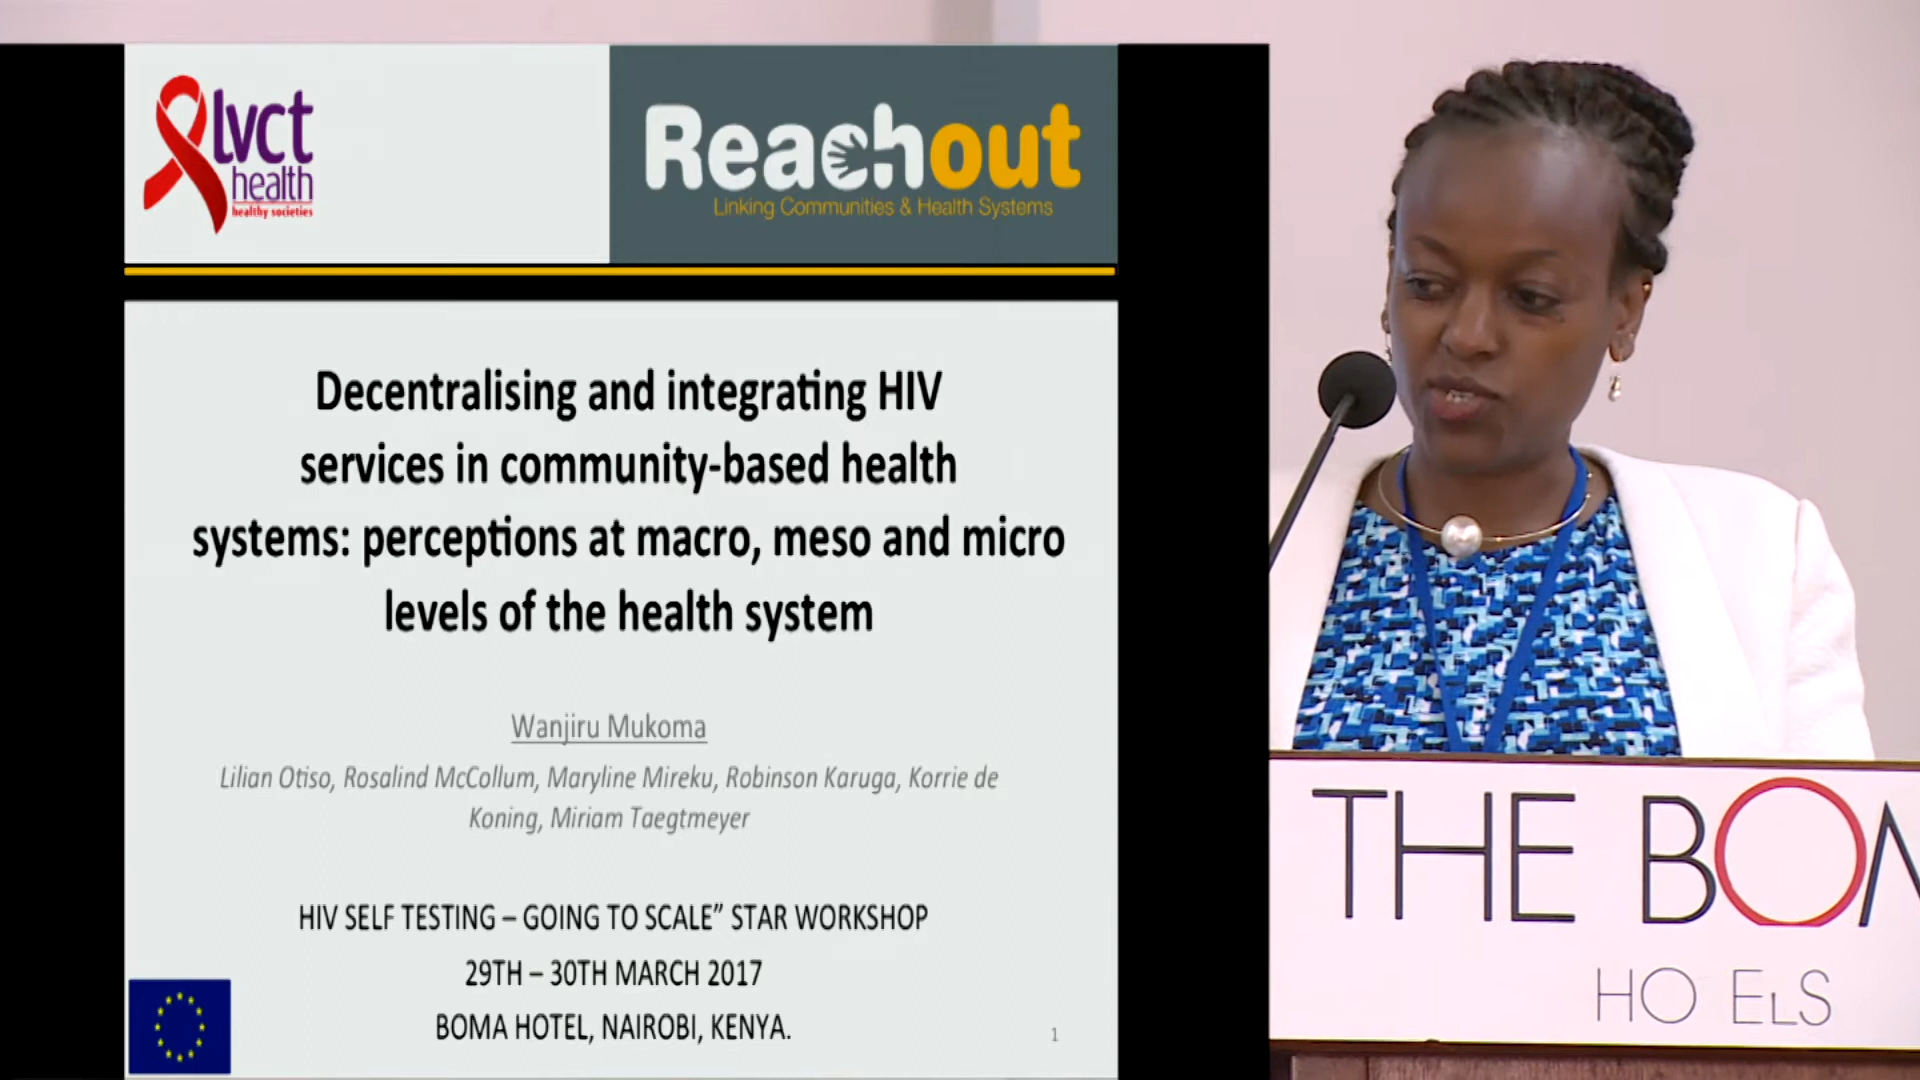 lvct
health
healthy societies
Reachout
Linking Communities & Health Systems
Decentralising and integrating HIV
services in community-based health
systems: perceptions at macro, meso and micro
levels of the health system
Wanjiru Mukoma
Lilian Otiso, Rosalind McCollum, Maryline Mireku, Robinson Karuga, Korrie de
Koning, Miriam Taegtmeyer
HIV SELF TESTING – GOING TO SCALE” STAR WORKSHOP
29TH – 30TH MARCH 2017
BOMA HOTEL, NAIROBI, KENYA.
1
THE BOM
HO ELS